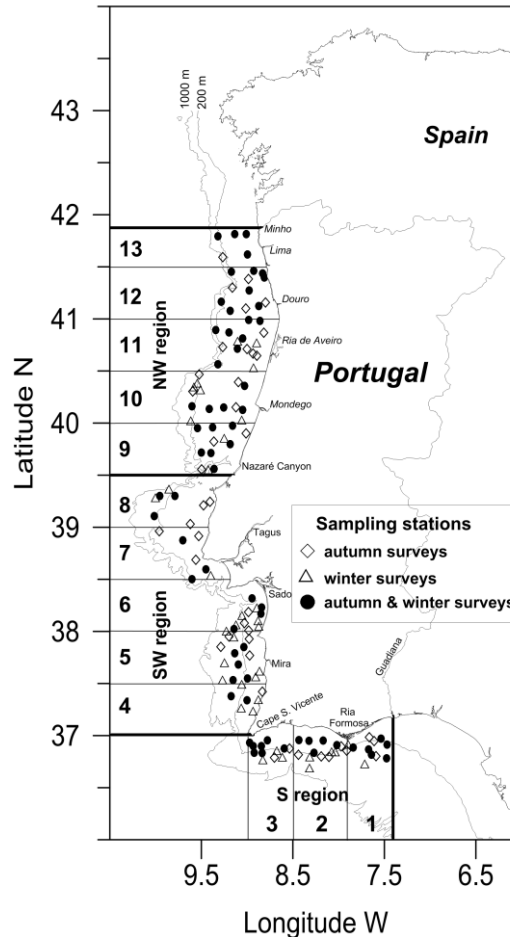 1000 m
200 m
43
Spain
42
Minho
13
Lima
12
Douro
41
NW region
11
Ria de Aveiro
Portugal
10
Latitude N
40
Mondego
9
Nazaré Canyon
8
Sampling stations
39
Tagus
autumn surveys
7
winter surveys
autumn & winter surveys
6
Sado
SW region
38
Guadiana
5
Mira
4
Cape S. Vicente
Ria
Formosa
37
S region
3 2 1
9.5 8.5 7.5 6.5
Longitude W